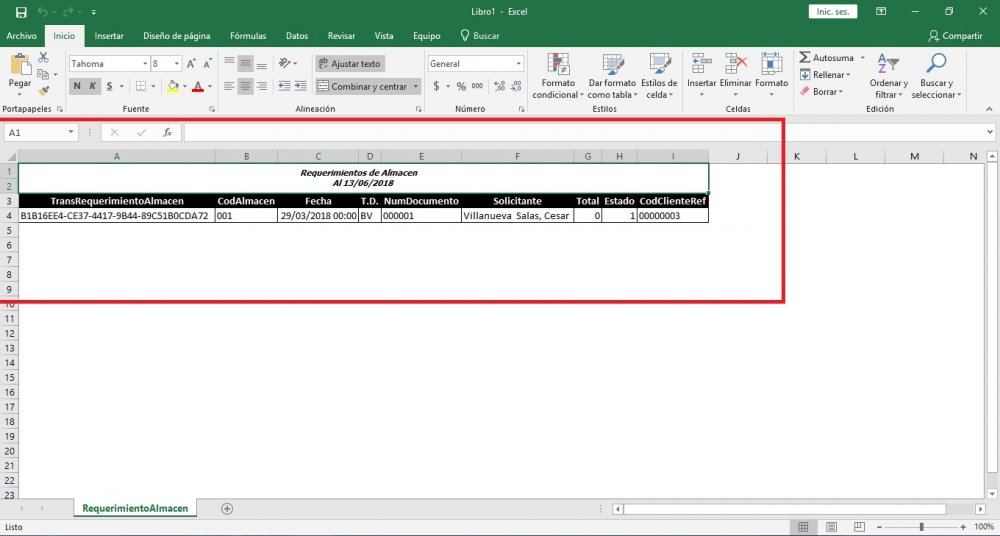 Libro1 - Excel
Inic. ses.
Archivo Inicio Insertar Diseño de página Fórmulas Datos Revisar Vista Equipo Buscar Compartir
Pegar
Tahoma 8 A A
N K S A
Ajustar texto
Combinar y centrar
General
$ % 000
Formato condicional
Dar formato como tabla
Estilos de celda
Insertar Eliminar Formato
Autosuma
Rellenar
Borrar
Ordenar y filtrar
Buscar y seleccionar
Portapapeles Fuente Alineación Número Estilos Celdas Edición
A1 fx
A B C D E F G H I J K L M N
1 Requerimientos de Almacen
2 Al 13/06/2018
3 TransRequerimientoAlmacen CodAlmacen Fecha T.D. NumDocumento Solicitante Total Estado CodClienteRef
4 B1B16EE4-CE37-4417-9B44-89C51B0CDA72 001 29/03/2018 00:00 BV 000001 Villanueva Salas, Cesar 0 1 00000003
5
6
7
8
9
10
11
12
13
14
15
16
17
18
19
20
21
22
23
RequerimientoAlmacen
Listo 100%